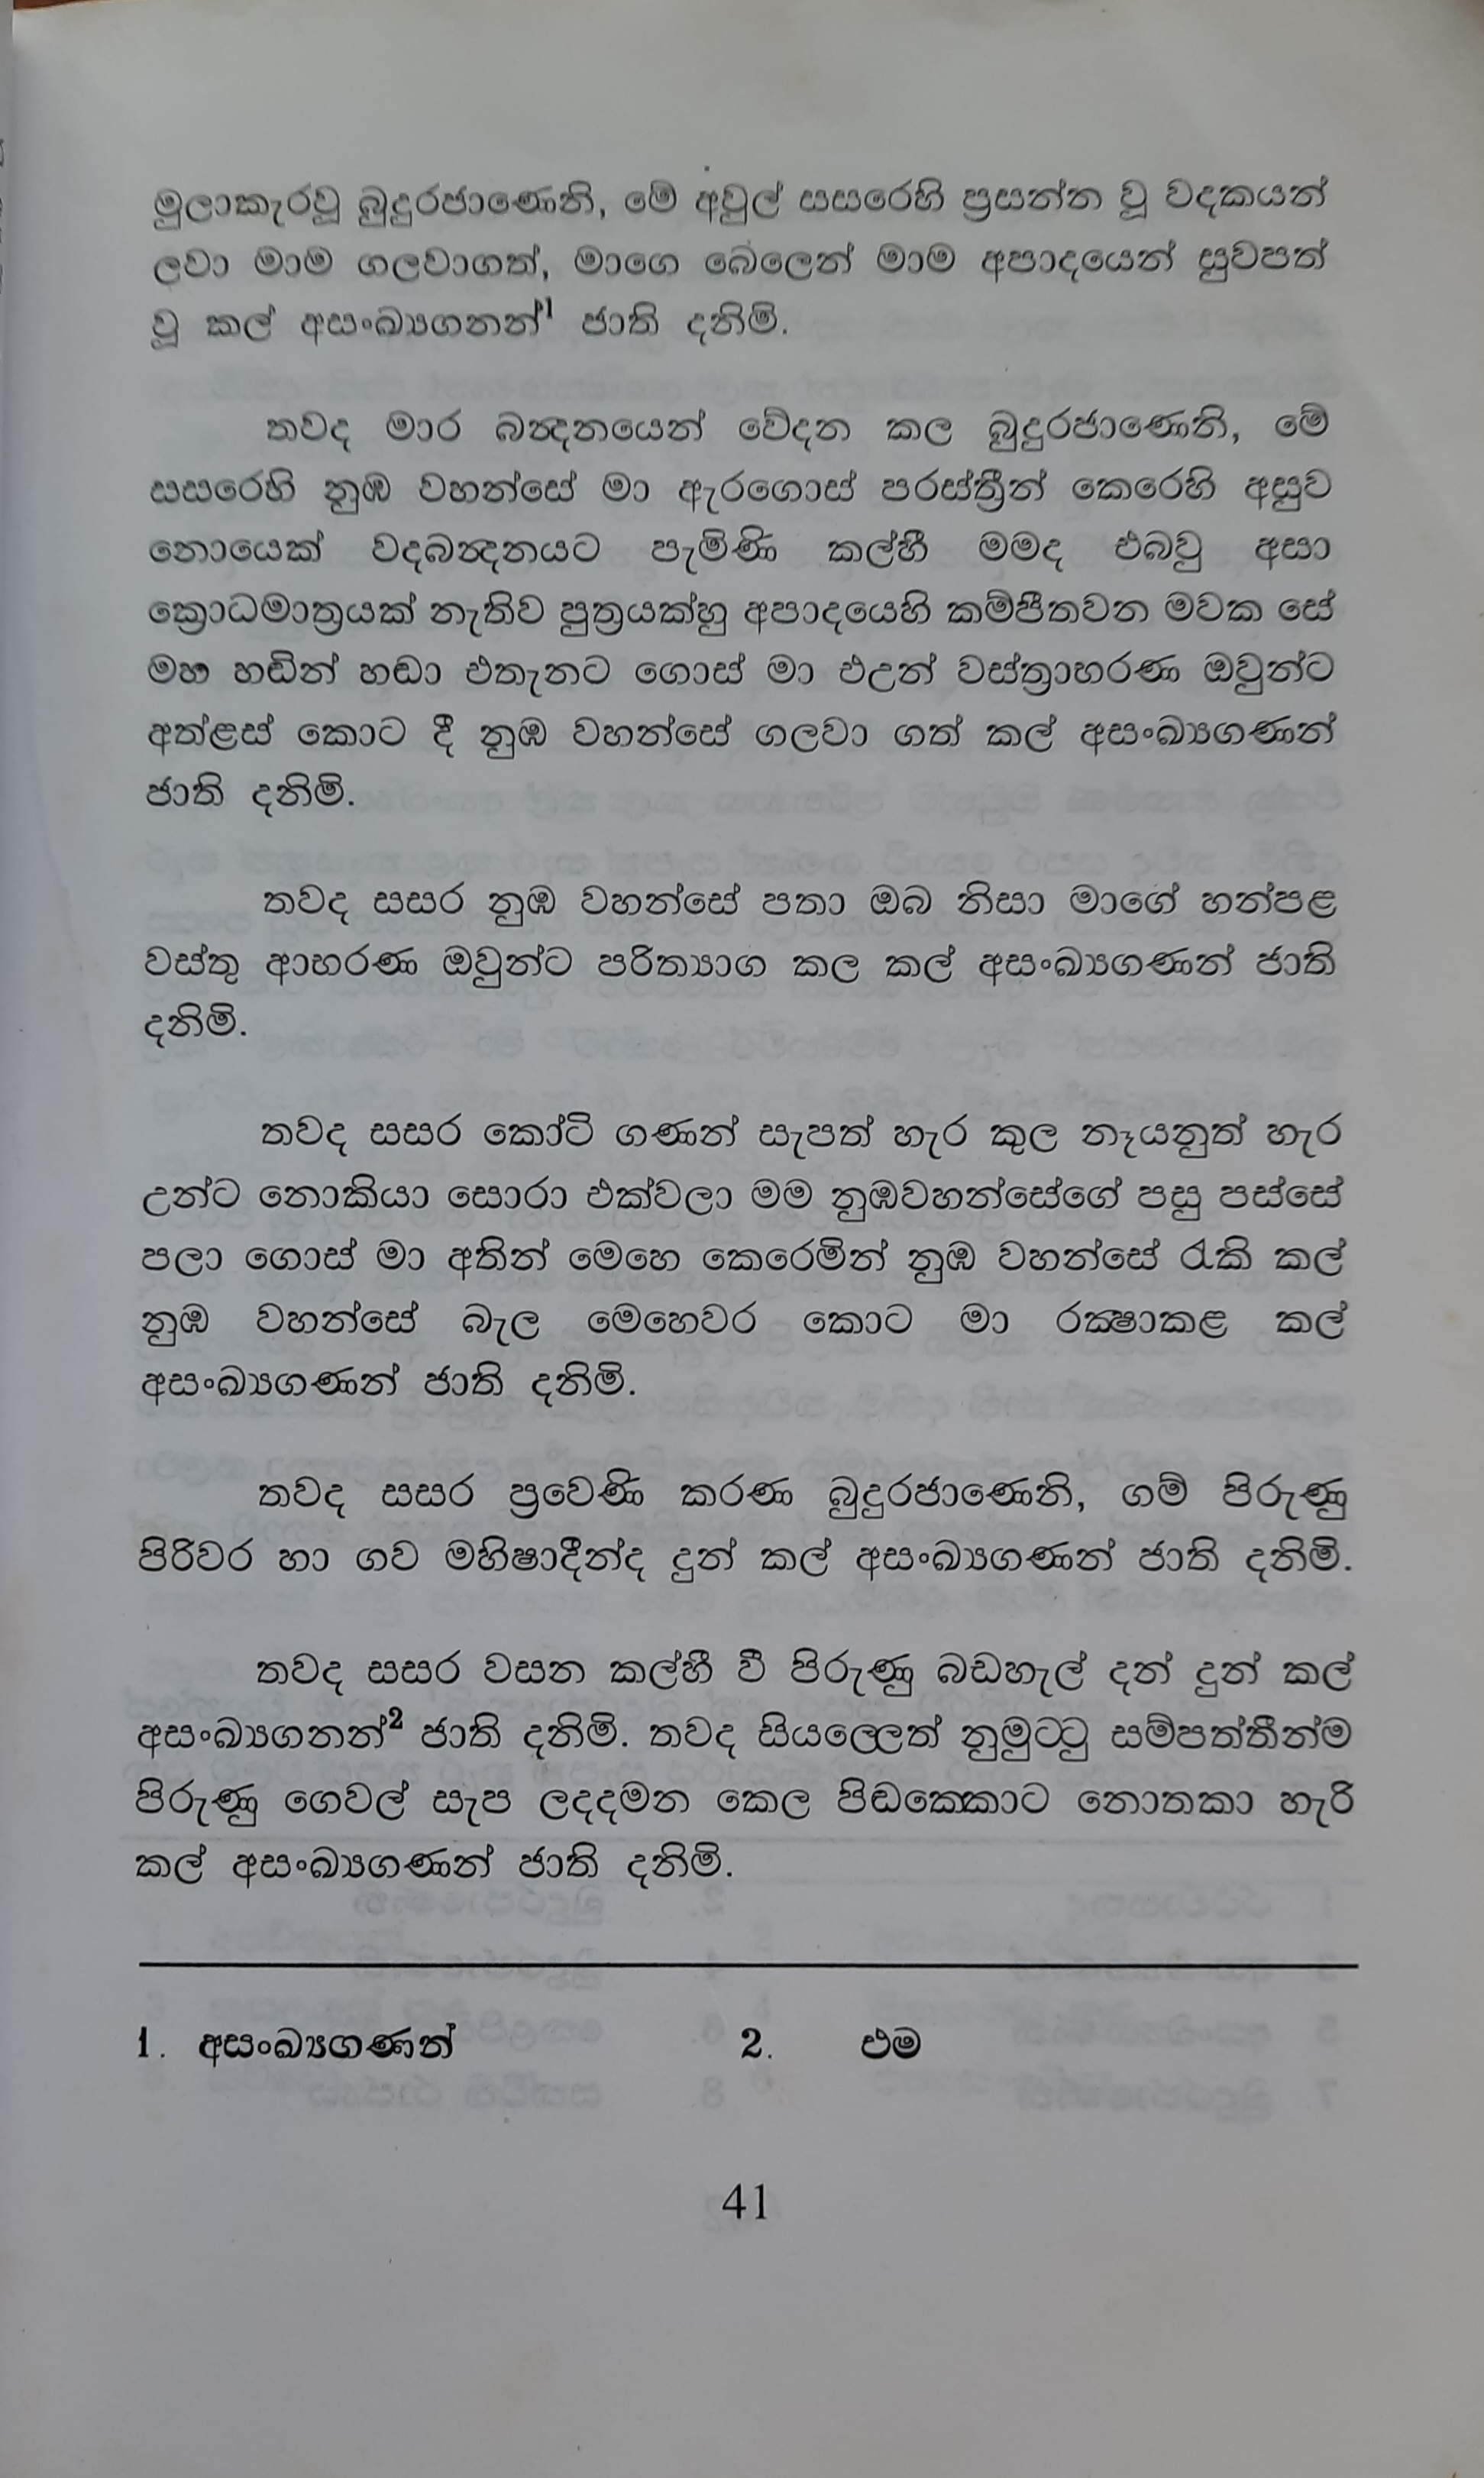 මුලාකැරවූ බුදුරජාණෙනි, මේ අවුල් සසරෙහි ප්‍රසන්න වූ වදකයන්
ලවා මාම ගලවාගත්, මාගෙ බෙලෙන් මාම අපාදයෙන් සුවපත්
වූ කල් අසංඛ්‍යගනන්¹ ජාති දනිමි.
තවද මාර බන්‍ධනයෙන් වේදන කල බුදුරජාණෙනි, මේ
සසරෙහි නුඹ වහන්සේ මා ඇරගොස් පරස්ත්‍රීන් කෙරෙහි අසුව
නොයෙක් වදබන්‍ධනයට පැමිණි කල්හී මමද එබවු අසා
ක්‍රොධමාත්‍රයක් නැතිව පුත්‍රයක්හු අපාදයෙහි කම්පීතවන මවක සේ
මහ හඬින් හඬා එතැනට ගොස් මා එඋන් වස්ත්‍රාභරණ ඔවුන්ට
අත්ළස් කොට දී නුඹ වහන්සේ ගලවා ගත් කල් අසංඛ්‍යගණන්
ජාති දනිමි.
තවද සසර නුඹ වහන්සේ පතා ඔබ නිසා මාගේ හන්පළ
වස්තු ආභරණ ඔවුන්ට පරිත්‍යාග කල කල් අසංඛ්‍යගණන් ජාති
දනිමි.
තවද සසර කෝටි ගණන් සැපත් හැර කුල නෑයනුත් හැර
උන්ට නොකියා සොරා එක්වලා මම නුඹවහන්සේගේ පසු පස්සේ
පලා ගොස් මා අතින් මෙහෙ කෙරෙමින් නුඹ වහන්සේ රැකි කල්
නුඹ වහන්සේ බැල මෙහෙවර කොට මා රක්‍ෂාකළ කල්
අසංඛ්‍යගණන් ජාති දනිමි.
තවද සසර ප්‍රවෙණි කරණ බුදුරජාණෙනි, ගම් පිරුණු
පිරිවර හා ගව මහිෂාදීන්ද දුන් කල් අසංඛ්‍යගණන් ජාති දනිමි.
තවද සසර වසන කල්හී වී පිරුණු බඩහැල් දන් දුන් කල්
අසංඛ්‍යගනන්² ජාති දනිමි. තවද සියල්ලෙත් නුමුටටු සම්පත්තීන්ම
පිරුණු ගෙවල් සැප ලදදමන කෙල පිඬක්කොට නොතකා හැරි
කල් අසංඛ්‍යගණන් ජාති දනිමි.
1. අසංඛ්‍යගණන් 2. එම
41